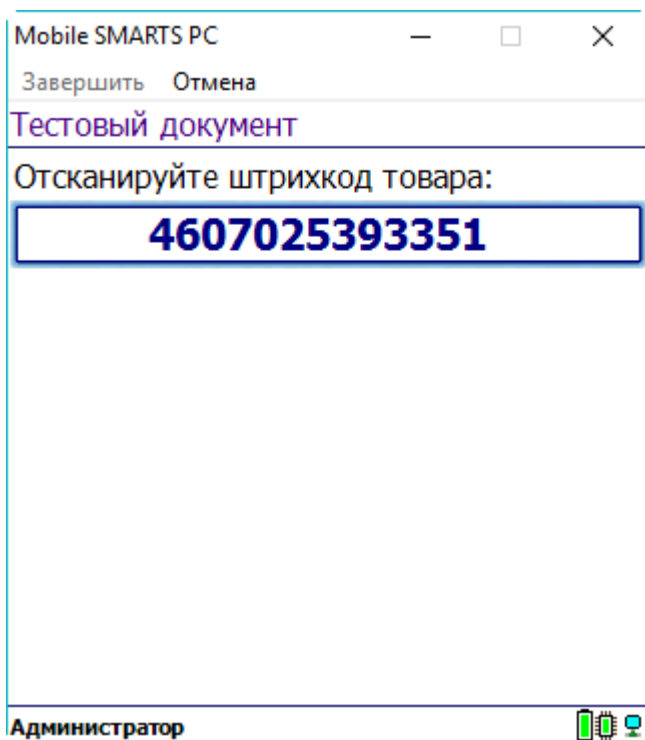 Mobile SMARTS PC
Завершить Отмена
Тестовый документ
Отсканируйте штрихкод товара:
4607025393351
Администратор